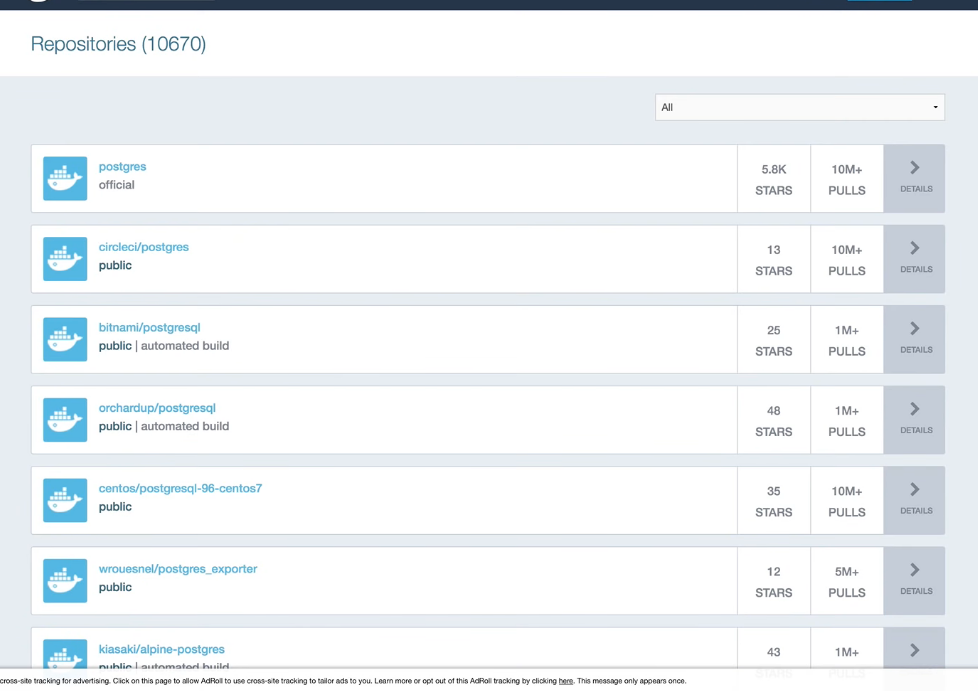 Repositories (10670)
All
postgres
official
5.8K
STARS
10M+
PULLS
DETAILS
circleci/postgres
public
13
STARS
10M+
PULLS
DETAILS
bitnami/postgresql
public | automated build
25
STARS
1M+
PULLS
DETAILS
orchardup/postgresql
public | automated build
48
STARS
1M+
PULLS
DETAILS
centos/postgresql-96-centos7
public
35
STARS
10M+
PULLS
DETAILS
wrouesnel/postgres_exporter
public
12
STARS
5M+
PULLS
DETAILS
kiasaki/alpine-postgres
public | automated build
43
STARS
1M+
PULLS
cross-site tracking for advertising. Click on this page to allow AdRoll to use cross-site tracking to tailor ads to you. Learn more or opt out of this AdRoll tracking by clicking here. This message only appears once.